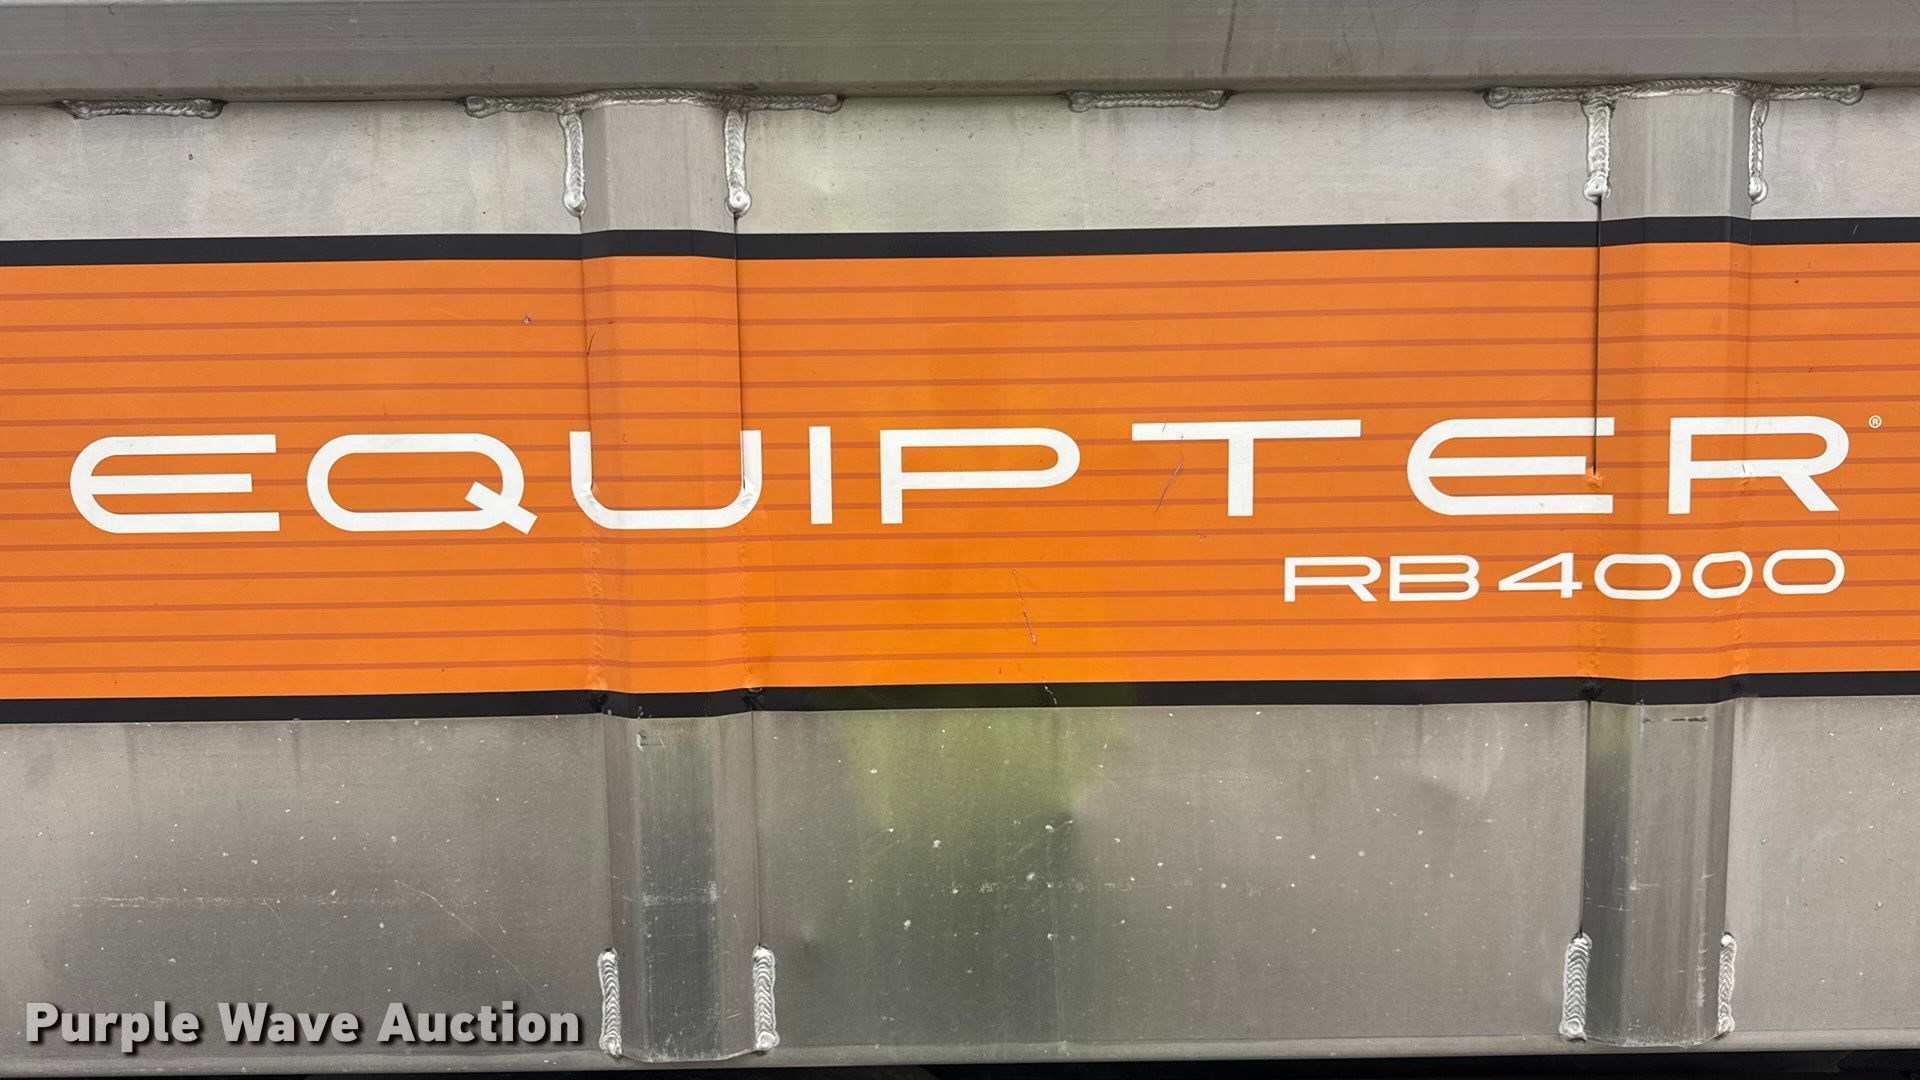 EQUIPTER®
RB4000
Purple Wave Auction